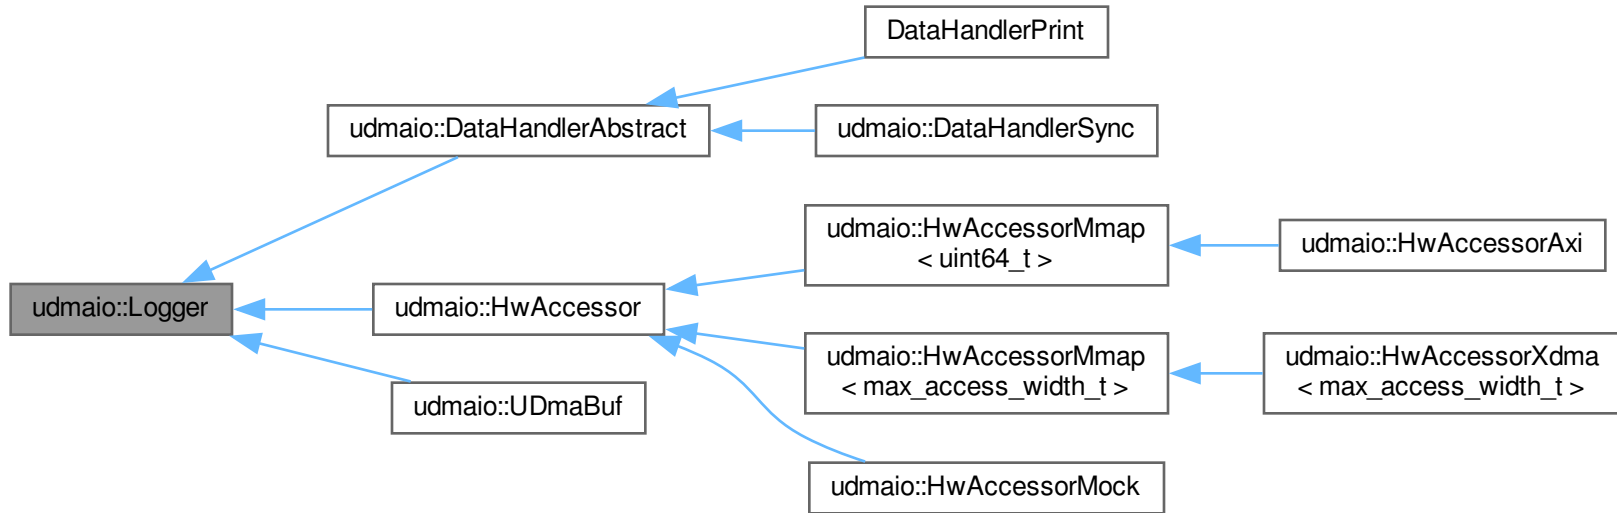 DataHandlerPrint
udmaio::DataHandlerAbstract
udmaio::DataHandlerSync
udmaio::HwAccessorMmap
< uint64_t >
udmaio::HwAccessorAxi
udmaio::Logger
udmaio::HwAccessor
udmaio::HwAccessorMmap
< max_access_width_t >
udmaio::HwAccessorXdma
< max_access_width_t >
udmaio::UDmaBuf
udmaio::HwAccessorMock